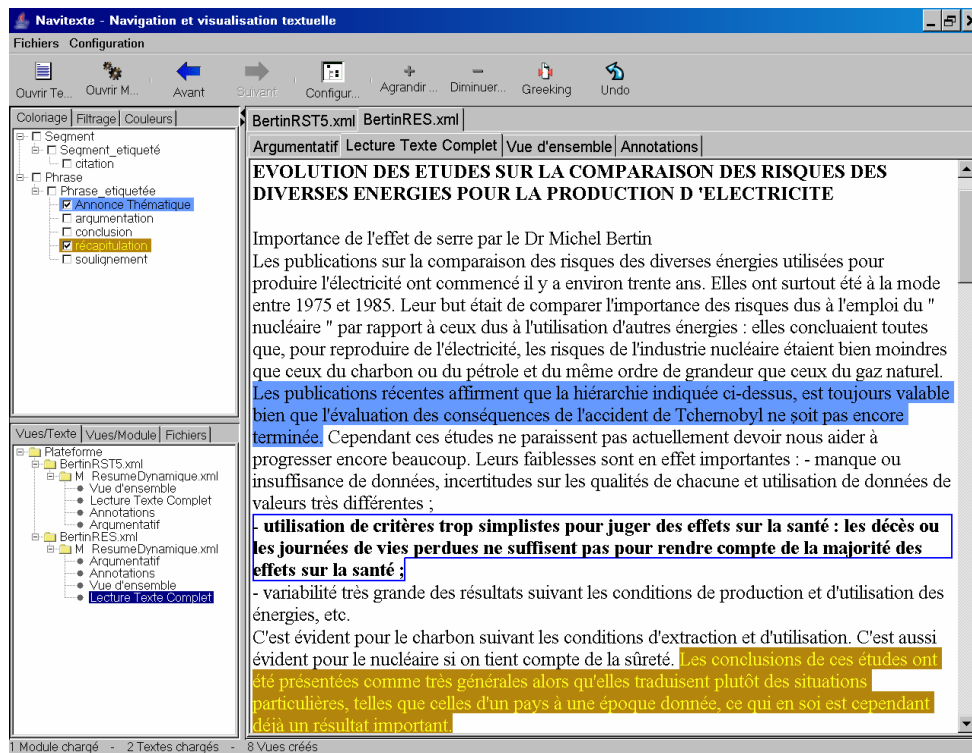 Navitexte - Navigation et visualisation textuelle
Fichiers Configuration
Ouvrir Te... Ouvrir M... Avant Suivant Configur... Agrandir ... Diminuer... Greeking Undo
Coloriage Filtrage Couleurs
Segment
Segment_etiqueté
citation
Phrase
Phrase_etiquetée
Annonce Thématique
argumentation
conclusion
récapitulation
soulignement
Vues/Texte Vues/Module Fichiers
Plateforme
BertinRST5.xml
M ResumeDynamique.xml
Vue d'ensemble
Lecture Texte Complet
Annotations
Argumentatif
BertinRES.xml
M ResumeDynamique.xml
Argumentatif
Annotations
Vue d'ensemble
Lecture Texte Complet
BertinRST5.xml BertinRES.xml
Argumentatif Lecture Texte Complet Vue d'ensemble Annotations
EVOLUTION DES ETUDES SUR LA COMPARAISON DES RISQUES DES
DIVERSES ENERGIES POUR LA PRODUCTION D 'ELECTRICITE
Importance de l'effet de serre par le Dr Michel Bertin
Les publications sur la comparaison des risques des diverses énergies utilisées pour
produire l'électricité ont commencé il y a environ trente ans. Elles ont surtout été à la mode
entre 1975 et 1985. Leur but était de comparer l'importance des risques dus à l'emploi du "
nucléaire " par rapport à ceux dus à l'utilisation d'autres énergies : elles concluaient toutes
que, pour reproduire de l'électricité, les risques de l'industrie nucléaire étaient bien moindres
que ceux du charbon ou du pétrole et du même ordre de grandeur que ceux du gaz naturel.
Les publications récentes affirment que la hiérarchie indiquée ci-dessus, est toujours valable
bien que l'évaluation des conséquences de l'accident de Tchernobyl ne soit pas encore
terminée. Cependant ces études ne paraissent pas actuellement devoir nous aider à
progresser encore beaucoup. Leurs faiblesses sont en effet importantes : - manque ou
insuffisance de données, incertitudes sur les qualités de chacune et utilisation de données de
valeurs très différentes ;
- utilisation de critères trop simplistes pour juger des effets sur la santé : les décès ou
les journées de vies perdues ne suffisent pas pour rendre compte de la majorité des
effets sur la santé ;
- variabilité très grande des résultats suivant les conditions de production et d'utilisation des
énergies, etc.
C'est évident pour le charbon suivant les conditions d'extraction et d'utilisation. C'est aussi
évident pour le nucléaire si on tient compte de la sûreté. Les conclusions de ces études ont
été présentées comme très générales alors qu'elles traduisent plutôt des situations
particulières, telles que celles d'un pays à une époque donnée, ce qui en soi est cependant
déjà un résultat important.
1 Module chargé - 2 Textes chargés - 8 Vues créés